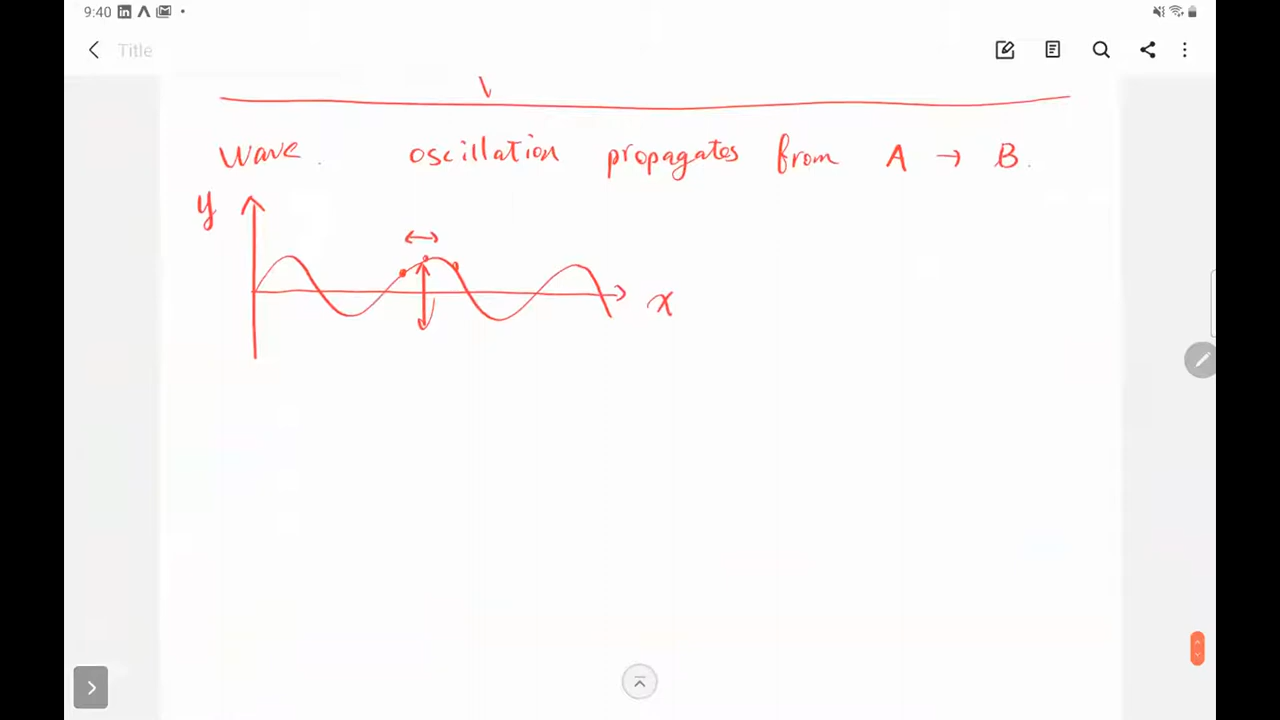 9:40
Title
Wave. oscillation propagates from A → B.
y
x